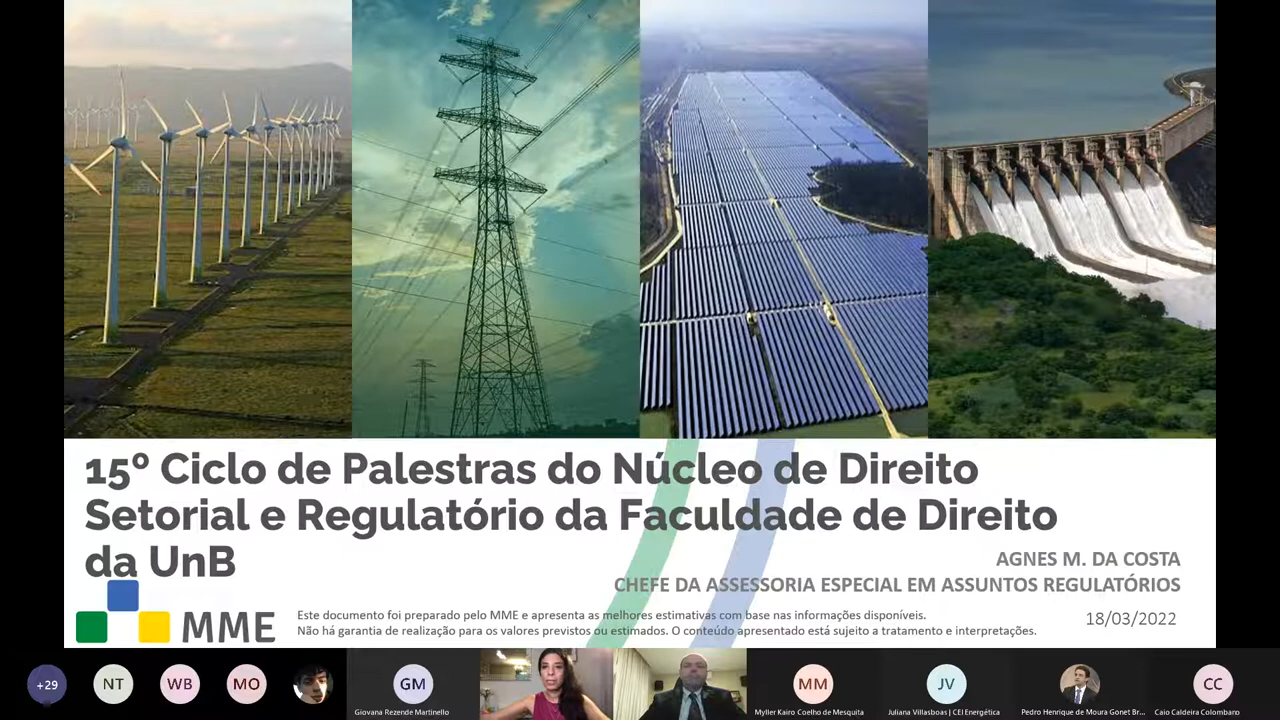 15º Ciclo de Palestras do Núcleo de Direito
Setorial e Regulatório da Faculdade de Direito
da UnB
AGNES M. DA COSTA
CHEFE DA ASSESSORIA ESPECIAL EM ASSUNTOS REGULATÓRIOS
MME
Este documento foi preparado pelo MME e apresenta as melhores estimativas com base nas informações disponíveis.
Não há garantia de realização para os valores previstos ou estimados. O conteúdo apresentado está sujeito a tratamento e interpretações.
18/03/2022
+29
NT
WB
MO
GM
MM
JV
CC
Giovana Rezende Martinello
Myller Kairo Coelho de Mesquita
Juliana Villasboas | CEI Energética
Pedro Henrique de Moura Gonet Br...
Caio Caldeira Colombano